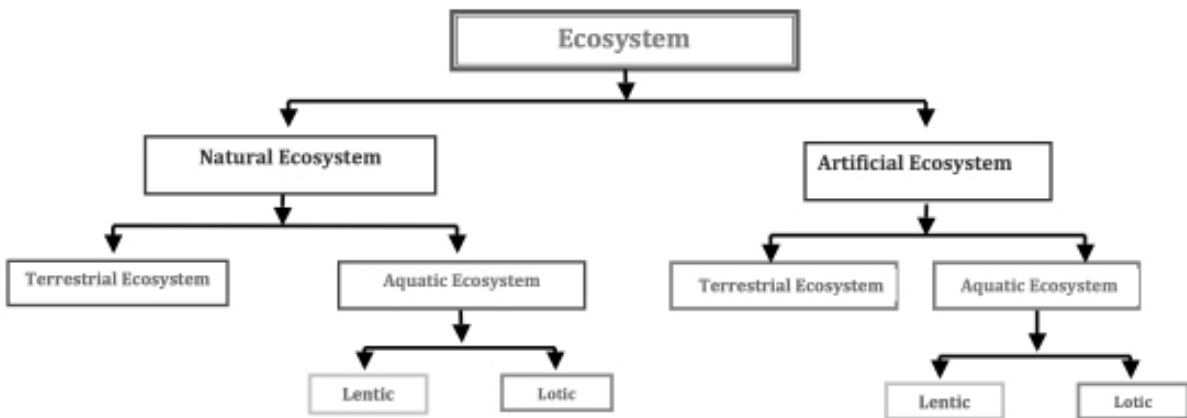 Ecosystem
Natural Ecosystem
Artificial Ecosystem
Terrestrial Ecosystem
Aquatic Ecosystem
Terrestrial Ecosystem
Aquatic Ecosystem
Lentic
Lotic
Lentic
Lotic